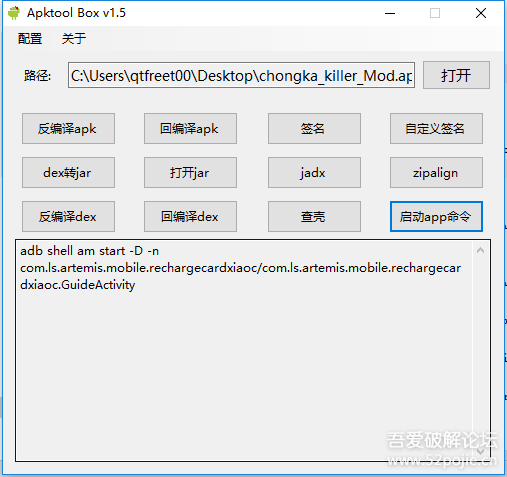 Apktool Box v1.5
配置 关于
路径: C:\Users\qtfreet00\Desktop\chongka_killer_Mod.ap 打开
反编译apk 回编译apk 签名 自定义签名
dex转jar 打开jar jadx zipalign
反编译dex 回编译dex 查壳 启动app命令
adb shell am start -D -n
com.ls.artemis.mobile.rechargecardxiaoc/com.ls.artemis.mobile.rechargecar
dxiaoc.GuideActivity
吾爱破解论坛
www.52pojie.cn